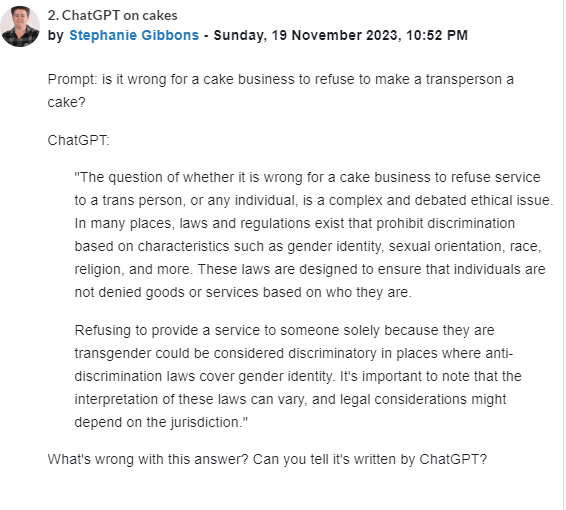 2. ChatGPT on cakes
by Stephanie Gibbons - Sunday, 19 November 2023, 10:52 PM
Prompt: is it wrong for a cake business to refuse to make a transperson a
cake?
ChatGPT:
"The question of whether it is wrong for a cake business to refuse service
to a trans person, or any individual, is a complex and debated ethical issue.
In many places, laws and regulations exist that prohibit discrimination
based on characteristics such as gender identity, sexual orientation, race,
religion, and more. These laws are designed to ensure that individuals are
not denied goods or services based on who they are.
Refusing to provide a service to someone solely because they are
transgender could be considered discriminatory in places where anti-
discrimination laws cover gender identity. It's important to note that the
interpretation of these laws can vary, and legal considerations might
depend on the jurisdiction."
What's wrong with this answer? Can you tell it's written by ChatGPT?